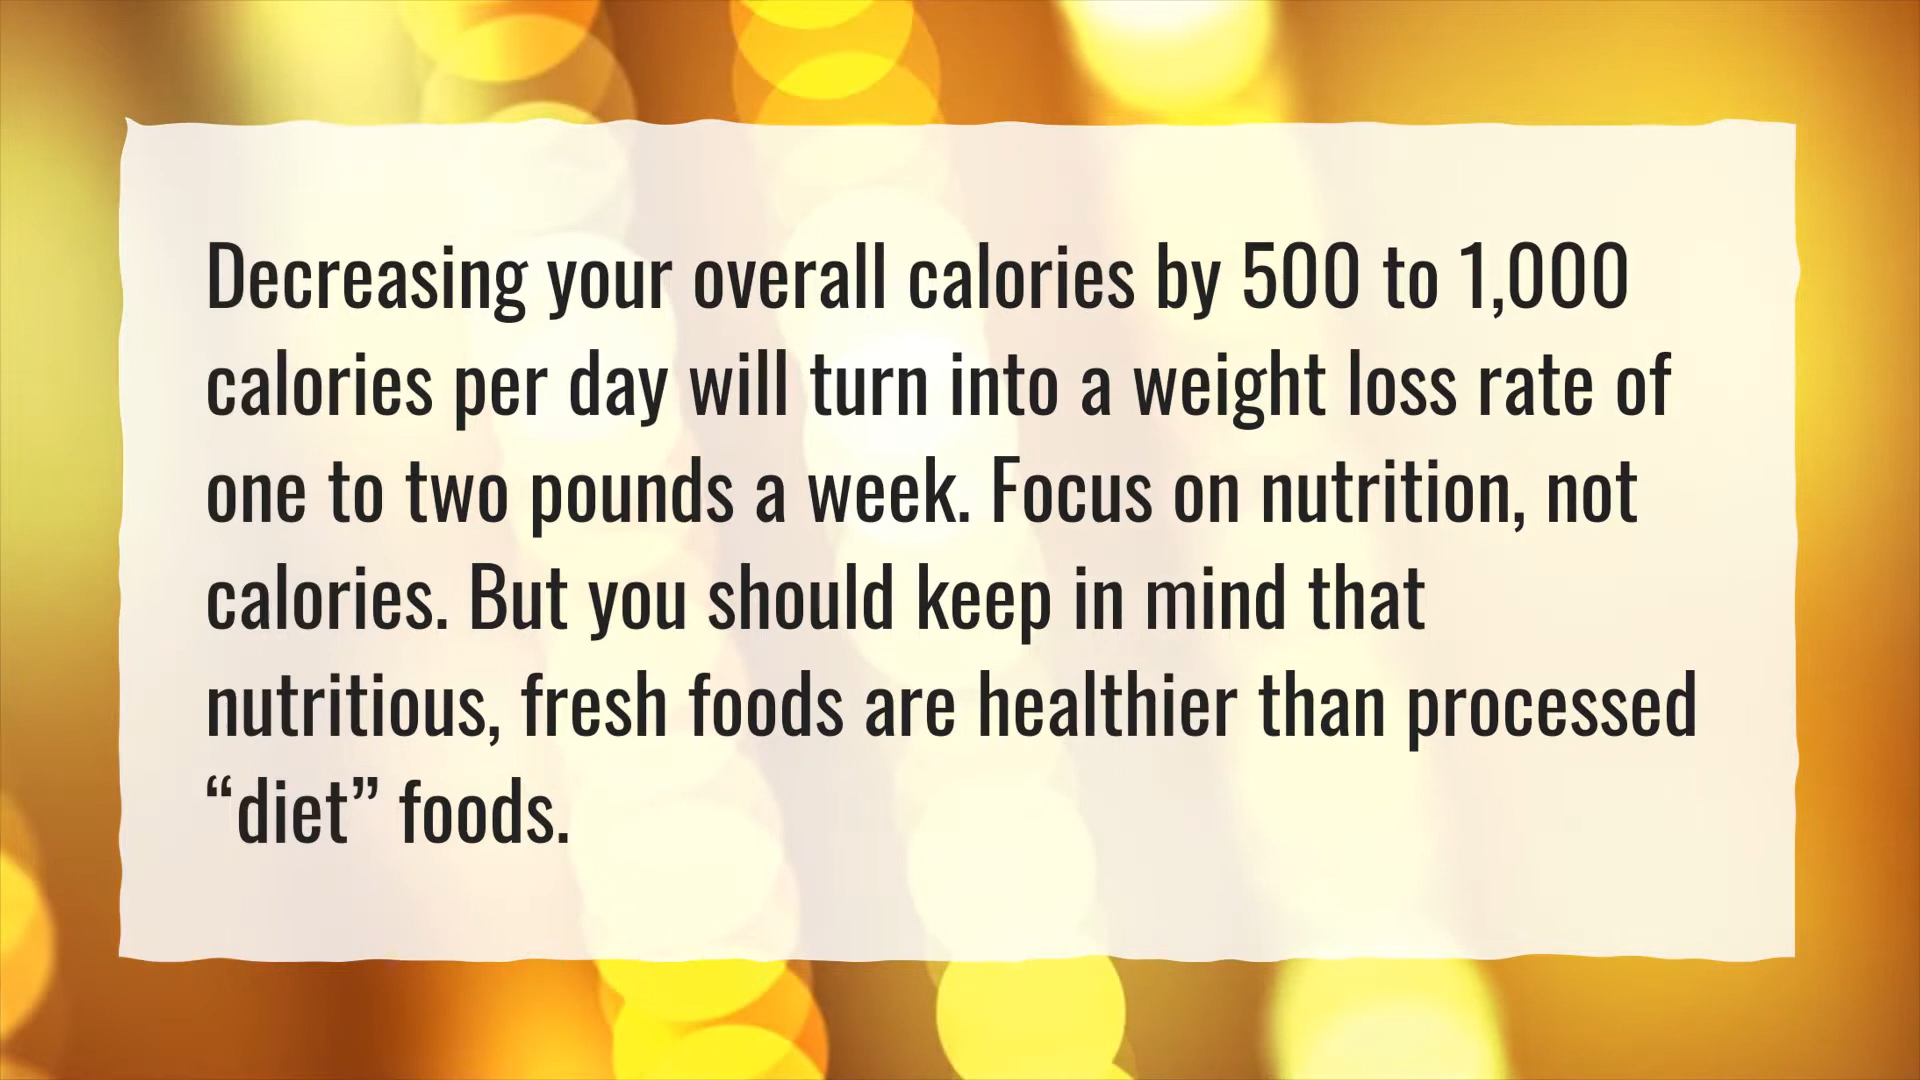 Decreasing your overall calories by 500 to 1,000
calories per day will turn into a weight loss rate of
one to two pounds a week. Focus on nutrition, not
calories. But you should keep in mind that
nutritious, fresh foods are healthier than processed
“diet” foods.